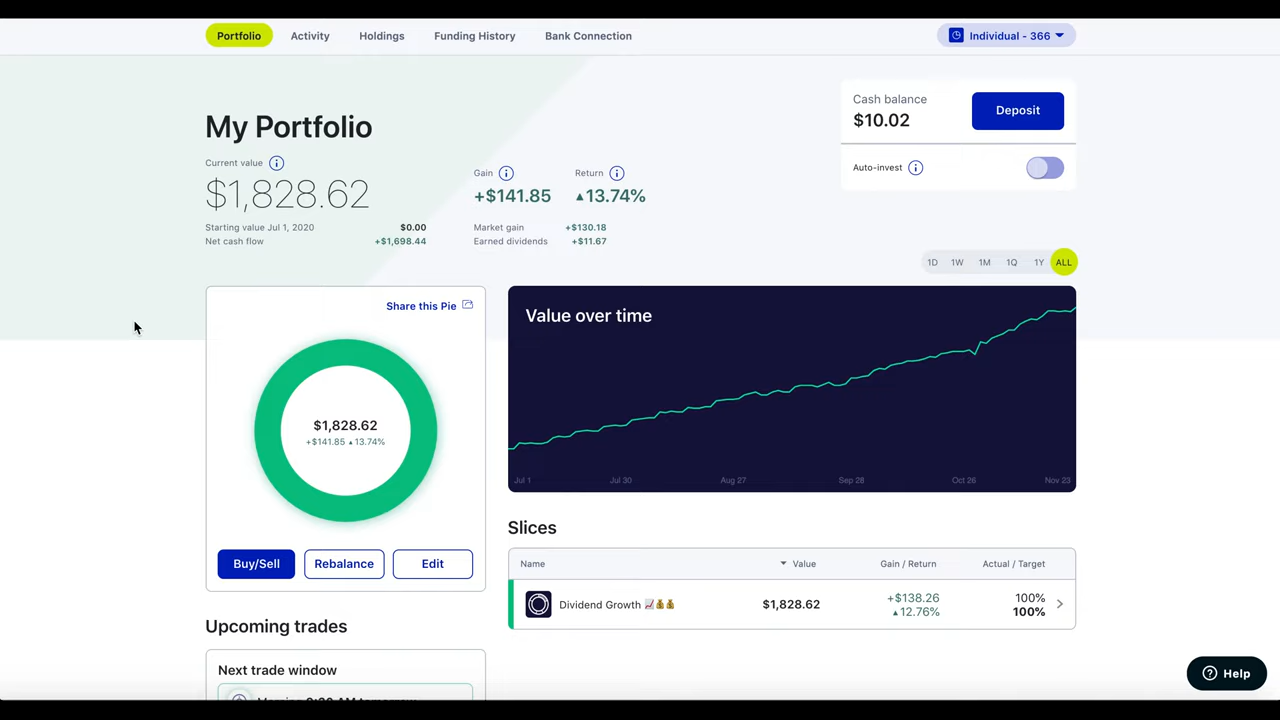 Portfolio Activity Holdings Funding History Bank Connection Individual - 366
My Portfolio
Cash balance
$10.02
Deposit
Auto-invest
Current value
$1,828.62
Gain
+$141.85
Return
▲13.74%
Starting value Jul 1, 2020 $0.00
Net cash flow +$1,698.44
Market gain +$130.18
Earned dividends +$11.67
1D 1W 1M 1Q 1Y ALL
Share this Pie
$1,828.62
+$141.85 ▲ 13.74%
Buy/Sell Rebalance Edit
Value over time
Jul 1 Jul 30 Aug 27 Sep 28 Oct 26 Nov 23
Slices
Name Value Gain / Return Actual / Target
Dividend Growth 📈💰💰 $1,828.62 +$138.26 100%
▲12.76% 100%
Upcoming trades
Next trade window
Help